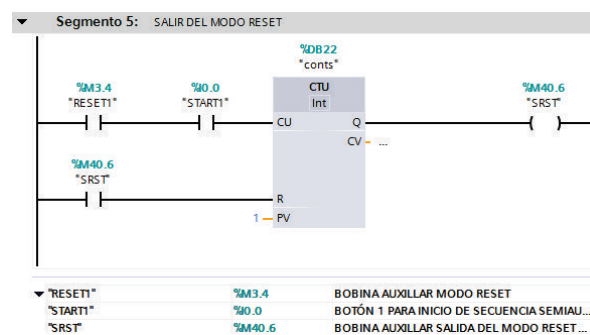 Segmento 5: SALIR DEL MODO RESET
%DB22
"conts"
%M3.4 %I0.0 CTU %M40.6
"RESET1" "START1" Int "SRST"
CU Q
CV ...
%M40.6
"SRST"
R
1 PV
"RESET1" %M3.4 BOBINA AUXILLAR MODO RESET
"START1" %I0.0 BOTÓN 1 PARA INICIO DE SECUENCIA SEMIAU...
"SRST" %M40.6 BOBINA AUXILLAR SALIDA DEL MODO RESET...